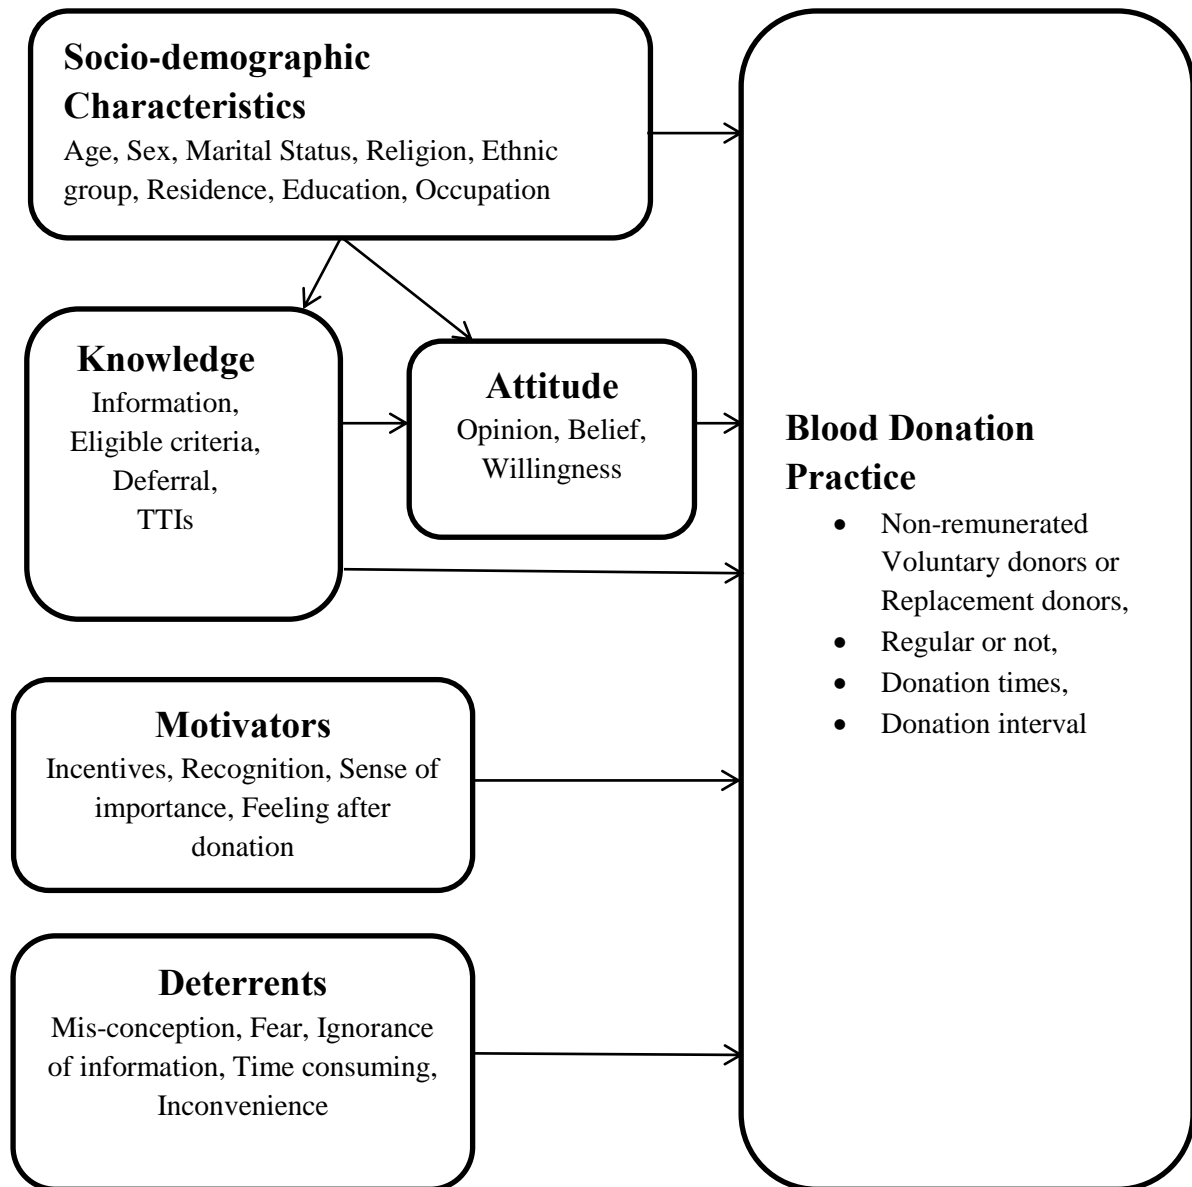 Socio-demographic
Characteristics
Age, Sex, Marital Status, Religion, Ethnic
group, Residence, Education, Occupation
Knowledge
Information,
Eligible criteria,
Deferral,
TTIs
Attitude
Opinion, Belief,
Willingness
Motivators
Incentives, Recognition, Sense of
importance, Feeling after
donation
Deterrents
Mis-conception, Fear, Ignorance
of information, Time consuming,
Inconvenience
Blood Donation
Practice
• Non-remunerated
Voluntary donors or
Replacement donors,
• Regular or not,
• Donation times,
• Donation interval